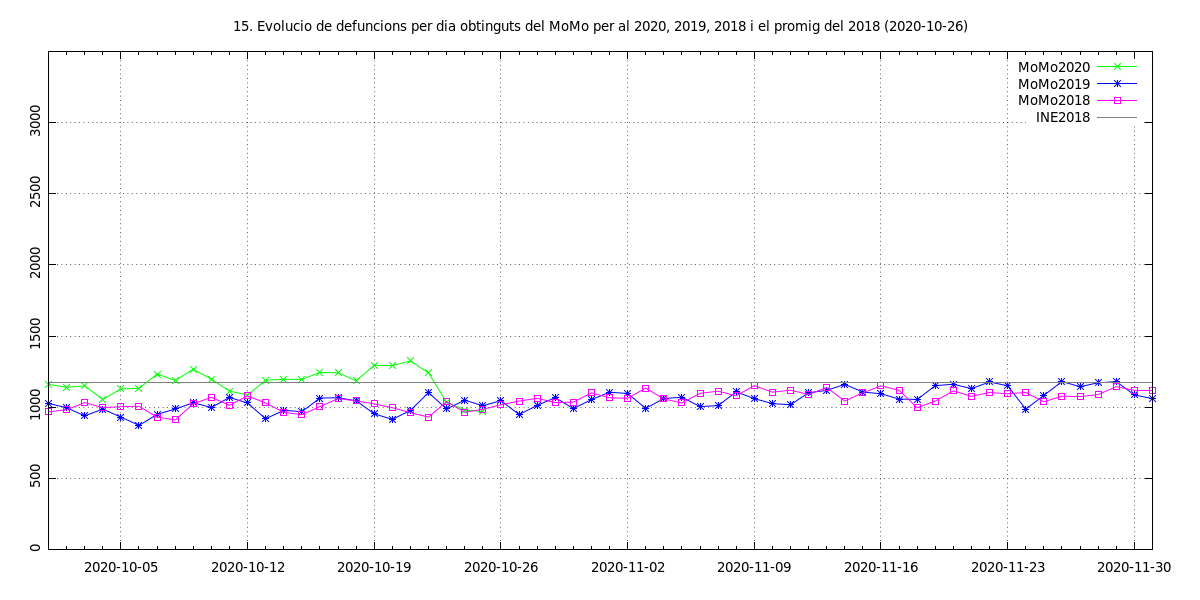 15. Evolucio de defuncions per dia obtinguts del MoMo per al 2020, 2019, 2018 i el promig del 2018 (2020-10-26)
MoMo2020
MoMo2019
MoMo2018
INE2018
3000
2500
2000
1500
1000
500
0
2020-10-05 2020-10-12 2020-10-19 2020-10-26 2020-11-02 2020-11-09 2020-11-16 2020-11-23 2020-11-30